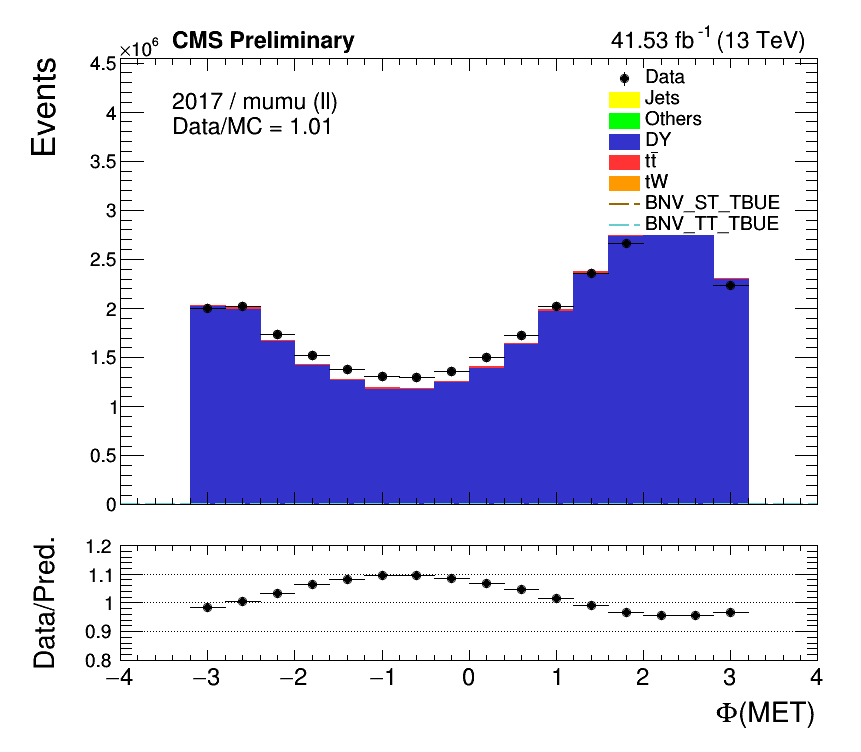 ×10⁶ CMS Preliminary 41.53 fb⁻¹ (13 TeV)
Events
4.5
4
3.5
3
2.5
2
1.5
1
0.5
0
2017 / mumu (ll)
Data/MC = 1.01
Data
Jets
Others
DY
tt̄
tW
BNV_ST_TBUE
BNV_TT_TBUE
Data/Pred.
1.2
1.1
1
0.9
0.8
−4 −3 −2 −1 0 1 2 3 4
Φ(MET)